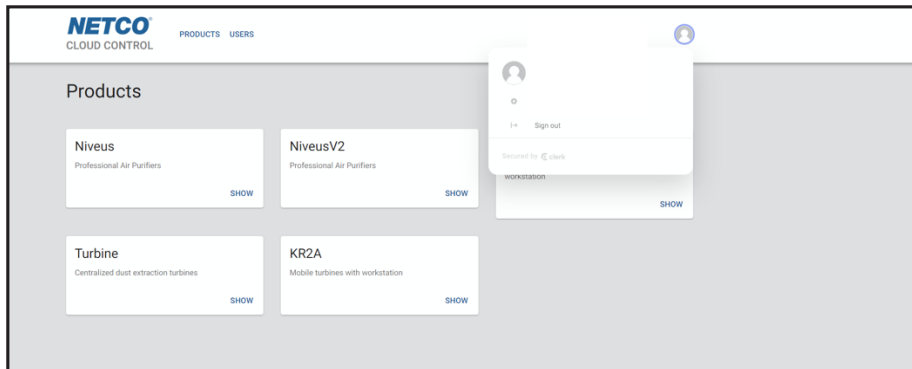 NETCO
CLOUD CONTROL
PRODUCTS USERS
Products
Sign out
Secured by clerk
Niveus
Professional Air Purifiers
SHOW
NiveusV2
Professional Air Purifiers
SHOW
workstation
SHOW
Turbine
Centralized dust extraction turbines
SHOW
KR2A
Mobile turbines with workstation
SHOW